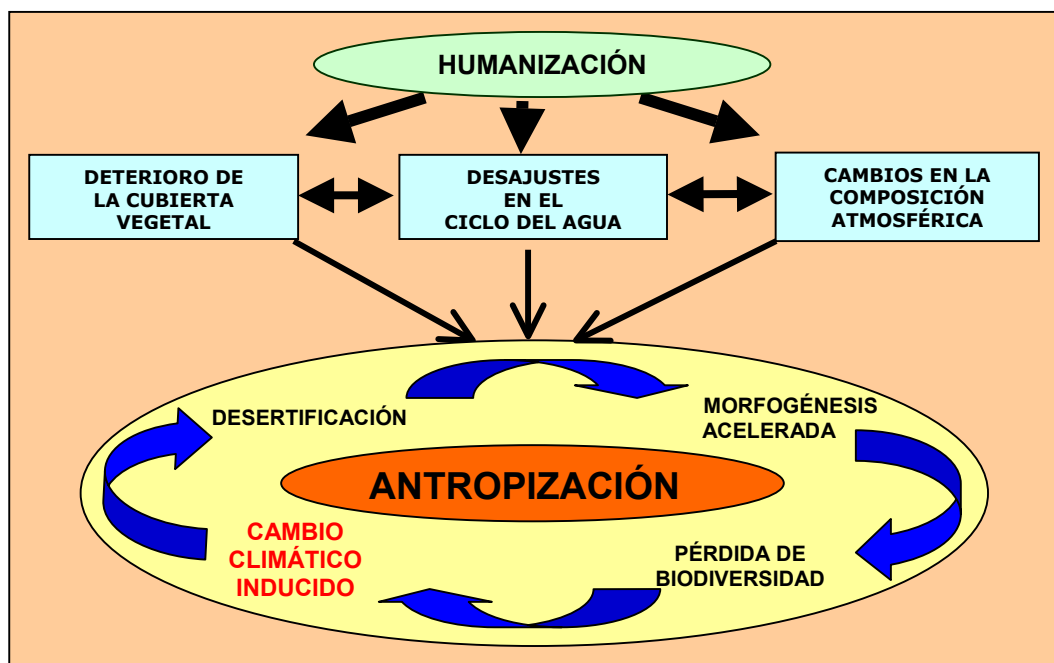 HUMANIZACIÓN
DETERIORO DE
LA CUBIERTA
VEGETAL
DESAJUSTES
EN EL
CICLO DEL AGUA
CAMBIOS EN LA
COMPOSICIÓN
ATMOSFÉRICA
DESERTIFICACIÓN
MORFOGÉNESIS
ACELERADA
ANTROPIZACIÓN
CAMBIO
CLIMÁTICO
INDUCIDO
PÉRDIDA DE
BIODIVERSIDAD